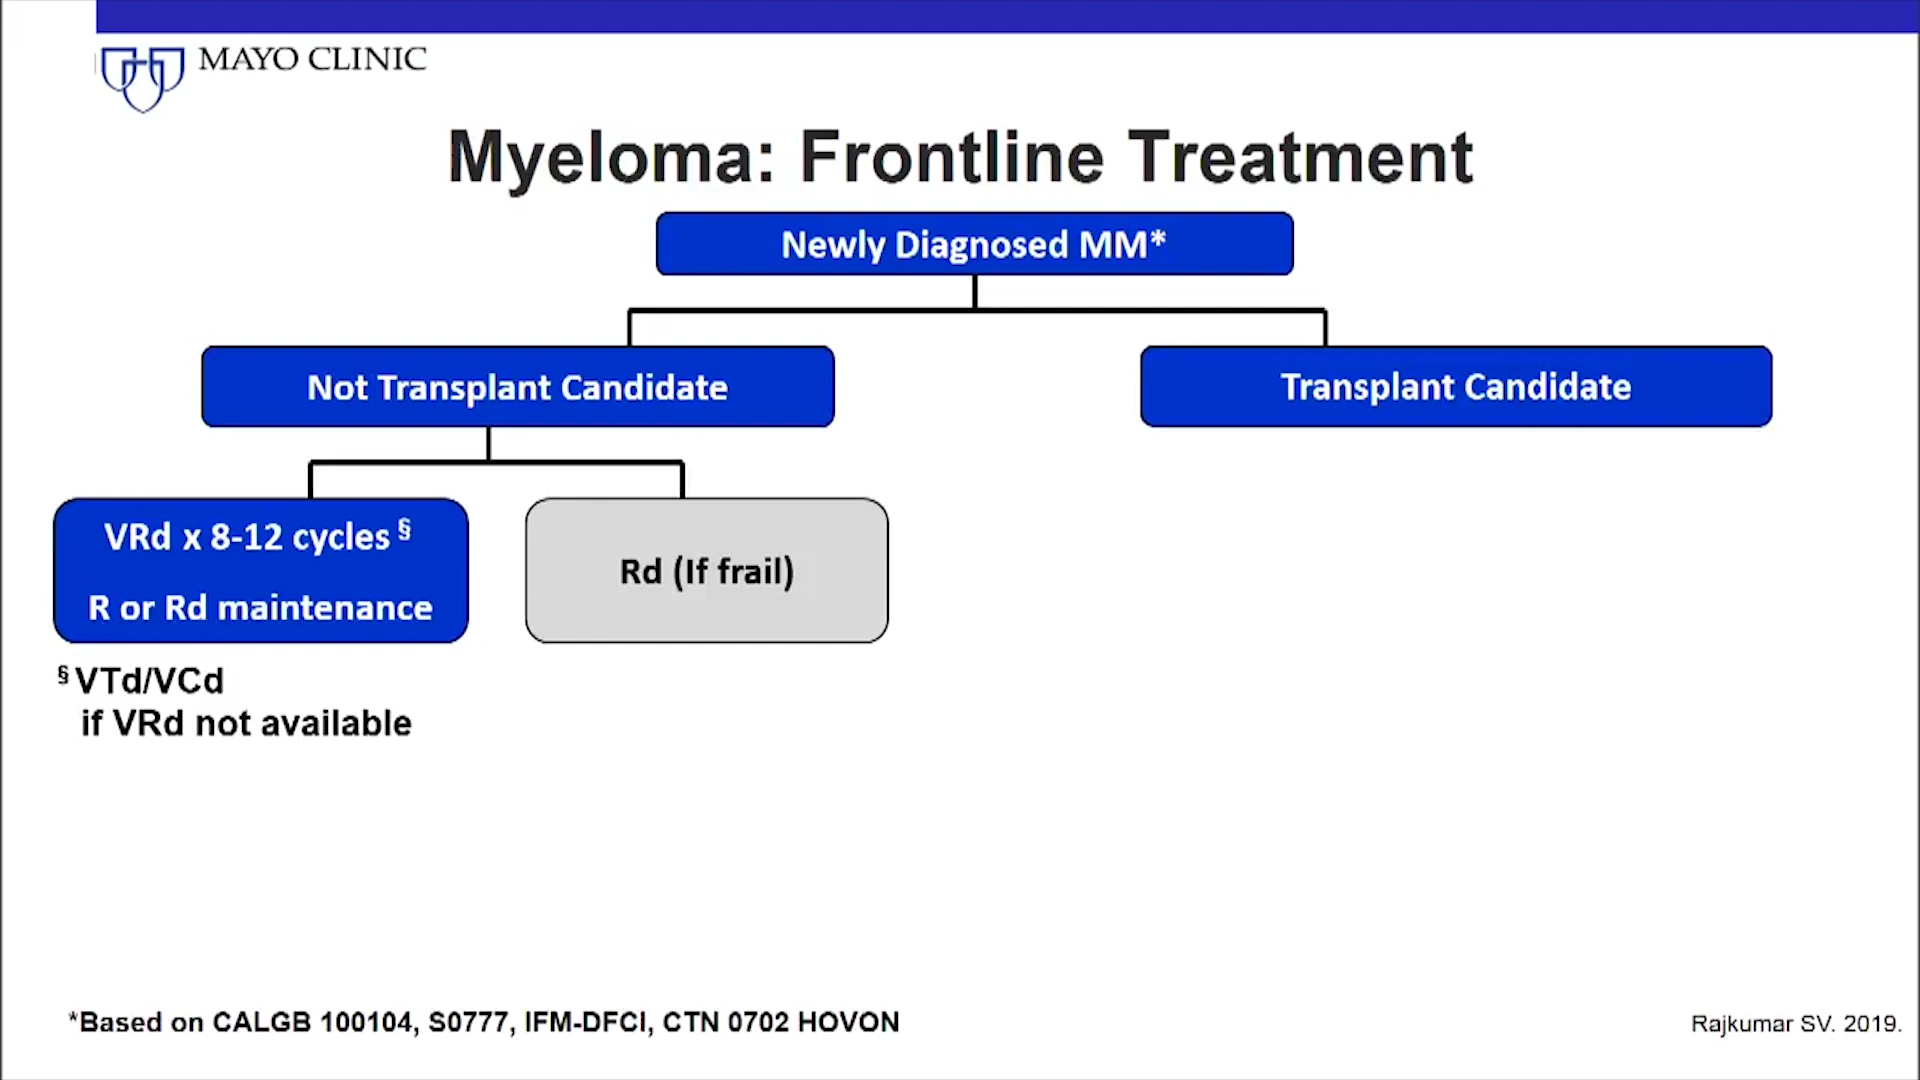 MAYO CLINIC
Myeloma: Frontline Treatment
Newly Diagnosed MM*
Not Transplant Candidate
Transplant Candidate
VRd x 8-12 cycles §
R or Rd maintenance
Rd (If frail)
§ VTd/VCd
if VRd not available
*Based on CALGB 100104, S0777, IFM-DFCI, CTN 0702 HOVON
Rajkumar SV. 2019.